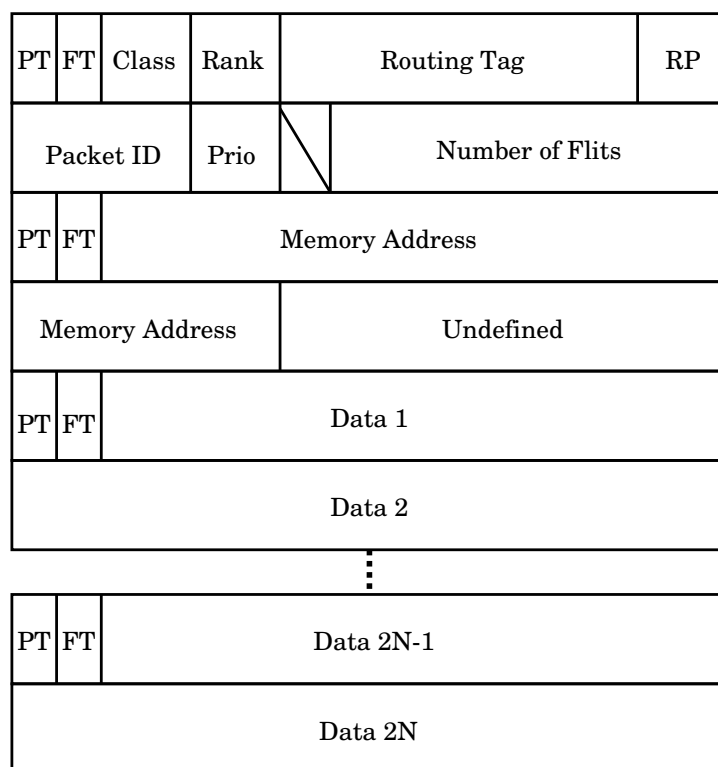 PT FT Class Rank Routing Tag RP
Packet ID Prio Number of Flits
PT FT Memory Address
Memory Address Undefined
PT FT Data 1
Data 2
PT FT Data 2N-1
Data 2N